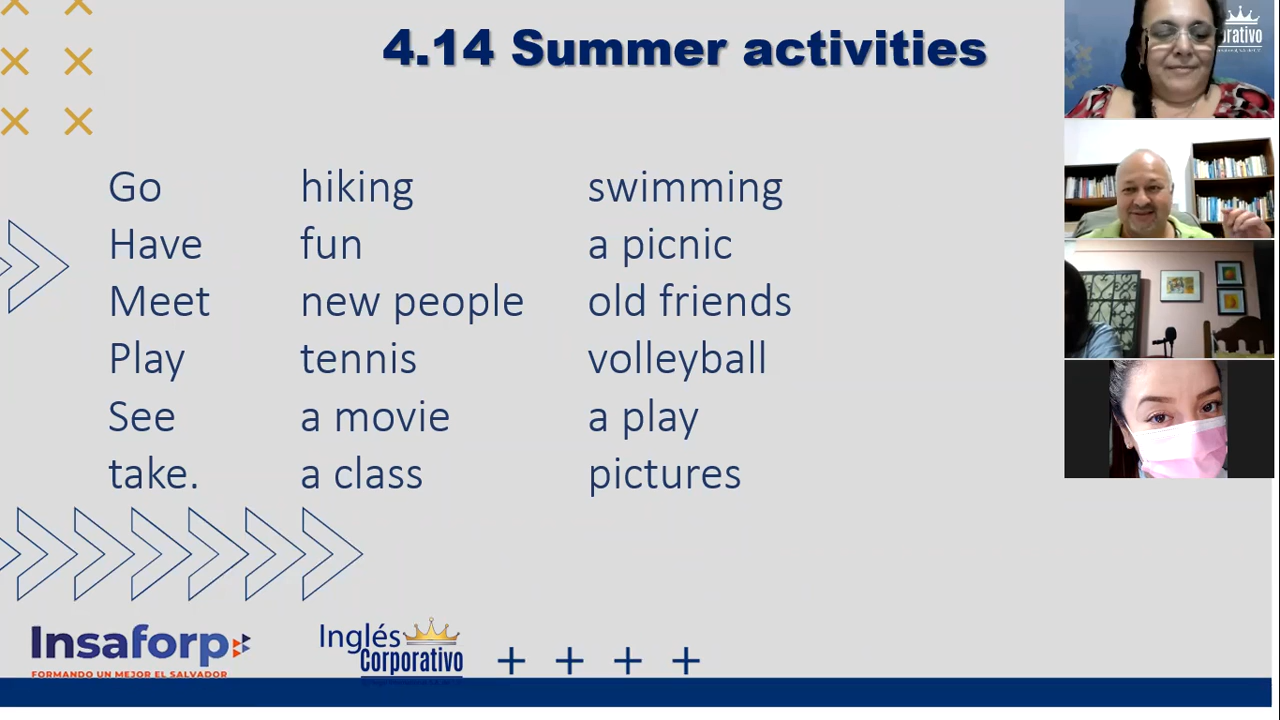 4.14 Summer activities
Go hiking swimming
Have fun a picnic
Meet new people old friends
Play tennis volleyball
See a movie a play
take. a class pictures
Insaforp
FORMANDO UN MEJOR EL SALVADOR
Inglés
Corporativo